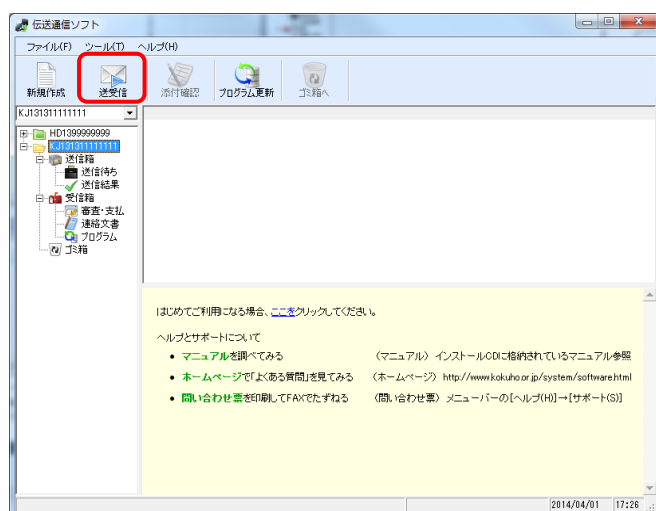 伝送通信ソフト
ファイル(F) ツール(T) ヘルプ(H)
新規作成 送受信 添付確認 プログラム更新 ゴミ箱へ
KJ131311111111
HD1399999999
KJ131311111111
送信箱
送信待ち
送信結果
受信箱
審査・支払
連絡文書
プログラム
ゴミ箱
はじめてご利用になる場合、ここをクリックしてください。
ヘルプとサポートについて
• マニュアルを調べてみる （マニュアル） インストールCDに格納されているマニュアル参照
• ホームページで「よくある質問」を見てみる （ホームページ） http://www.kokuho.or.jp/system/software.html
• 問い合わせ票を印刷してFAXでたずねる （問い合わせ票） メニューバーの[ヘルプ(H)]→[サポート(S)]
2014/04/01 17:26